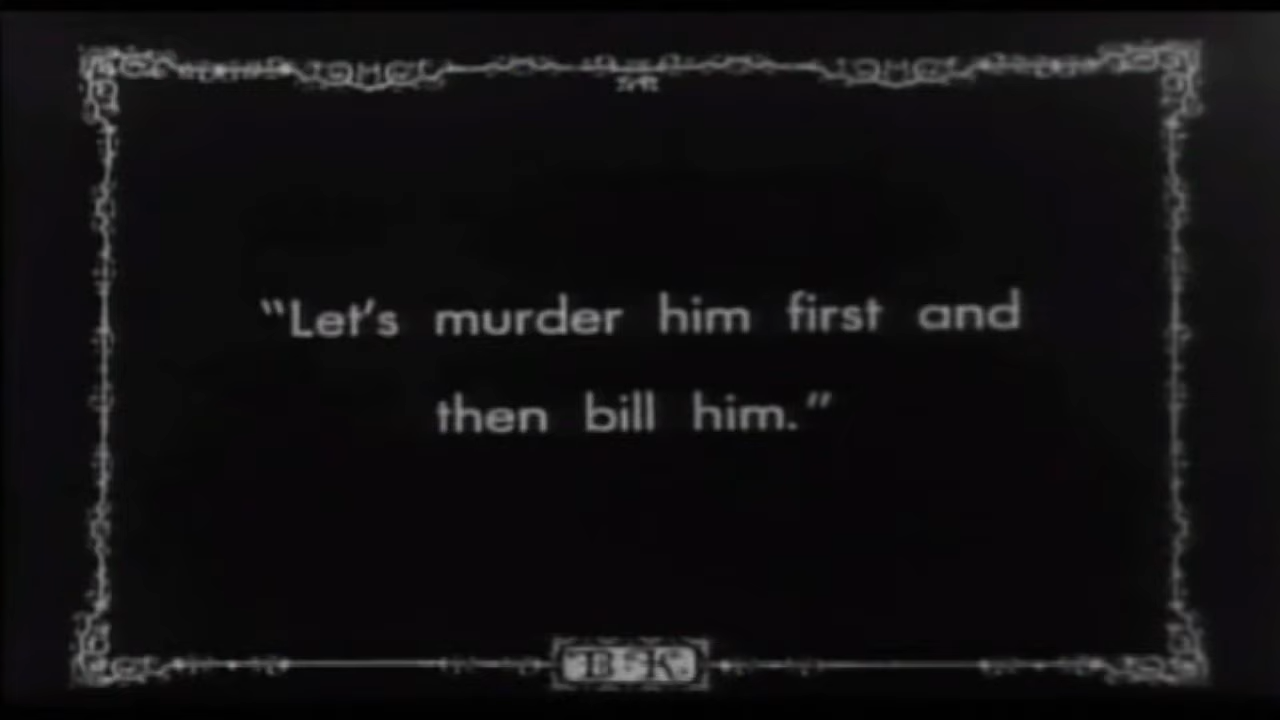 “Let's murder him first and
then bill him.”
B K